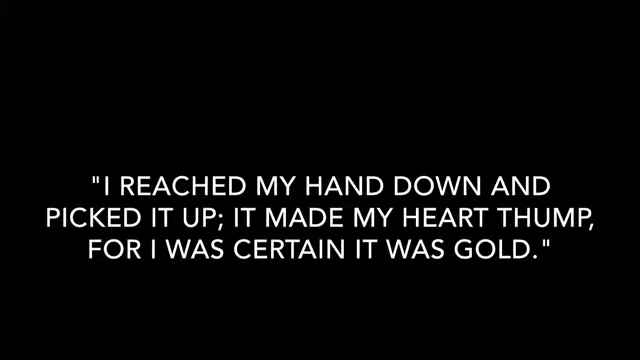 "I REACHED MY HAND DOWN AND
PICKED IT UP; IT MADE MY HEART THUMP,
FOR I WAS CERTAIN IT WAS GOLD."